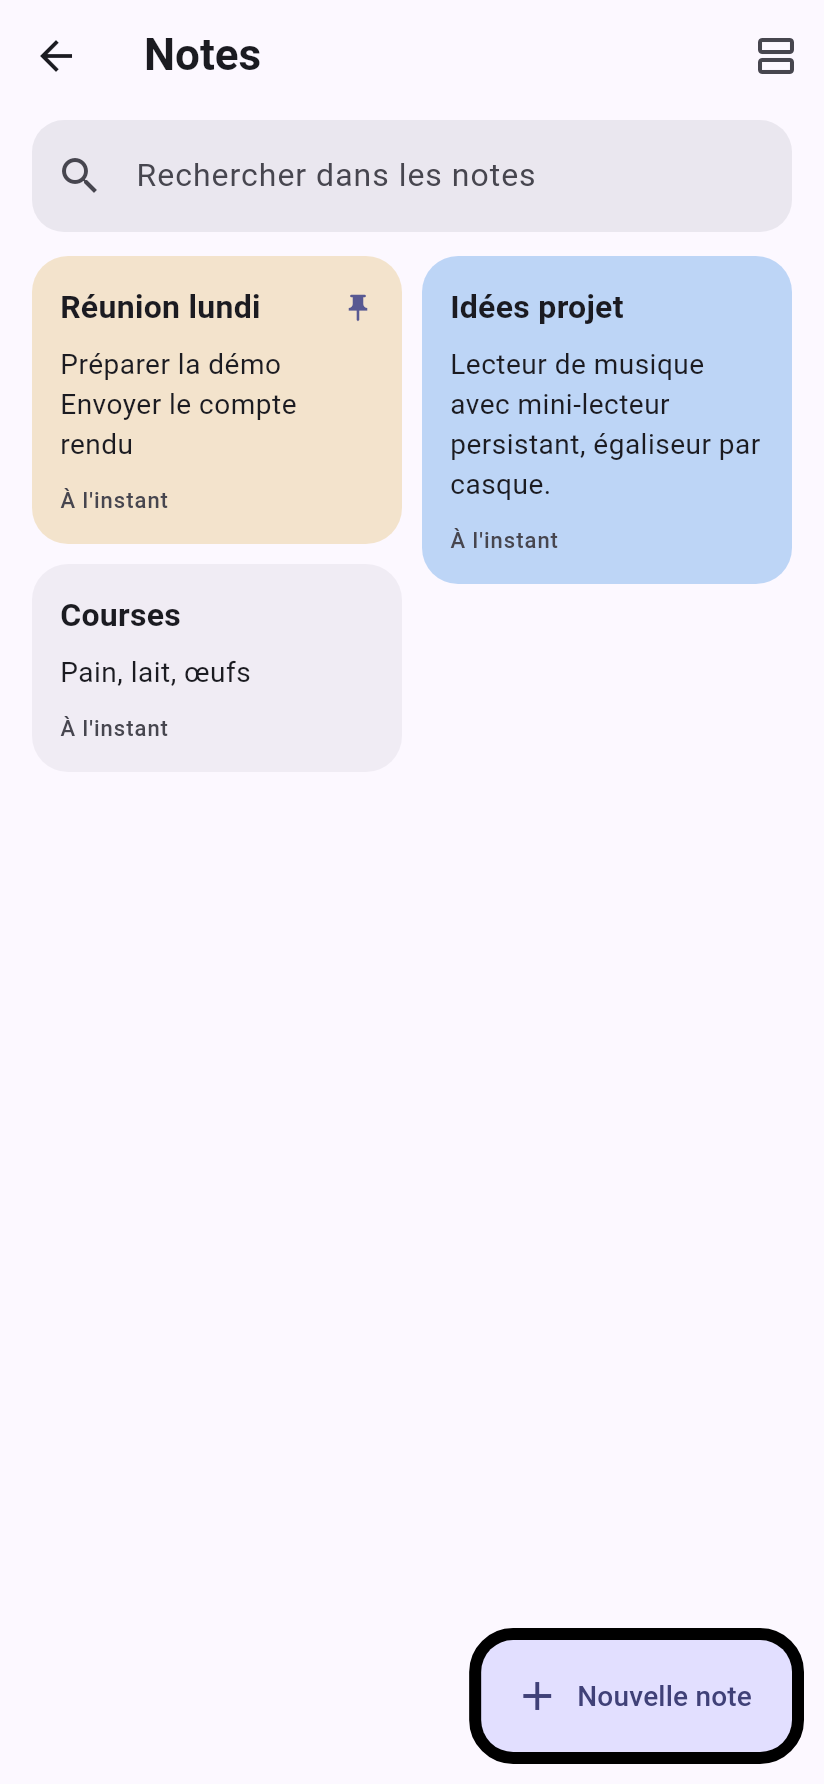 Notes
Rechercher dans les notes
Réunion lundi
Préparer la démo
Envoyer le compte
rendu
À l'instant
Idées projet
Lecteur de musique
avec mini-lecteur
persistant, égaliseur par
casque.
À l'instant
Courses
Pain, lait, œufs
À l'instant
Nouvelle note